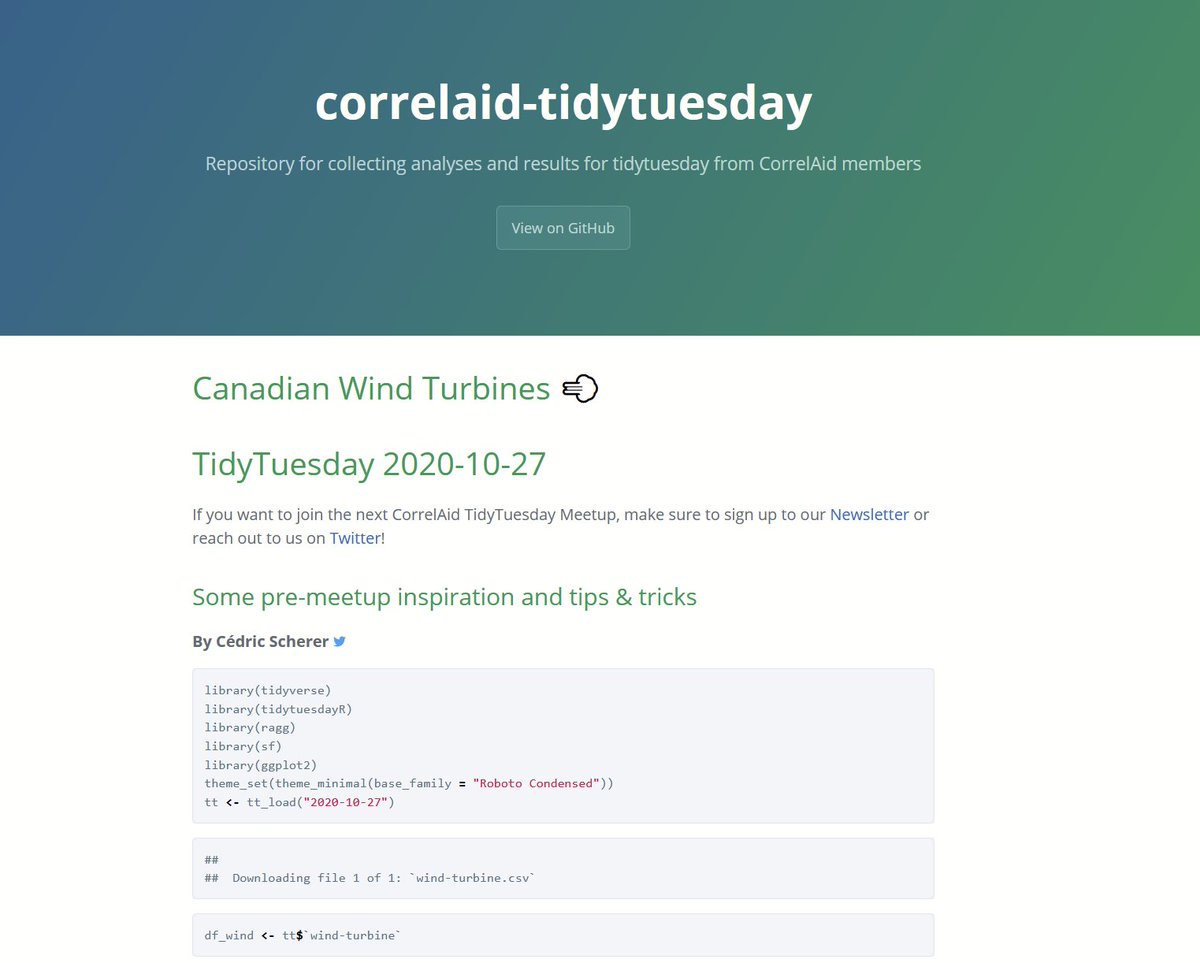 correlaid-tidytuesday
Repository for collecting analyses and results for tidytuesday from CorrelAid members
View on GitHub
Canadian Wind Turbines
TidyTuesday 2020-10-27
If you want to join the next CorrelAid TidyTuesday Meetup, make sure to sign up to our Newsletter or
reach out to us on Twitter!
Some pre-meetup inspiration and tips & tricks
By Cédric Scherer
library(tidyverse)
library(tidytuesdayR)
library(ragg)
library(sf)
library(ggplot2)
theme_set(theme_minimal(base_family = "Roboto Condensed"))
tt <- tt_load("2020-10-27")
##
##  Downloading file 1 of 1: `wind-turbine.csv`
df_wind <- tt$`wind-turbine`